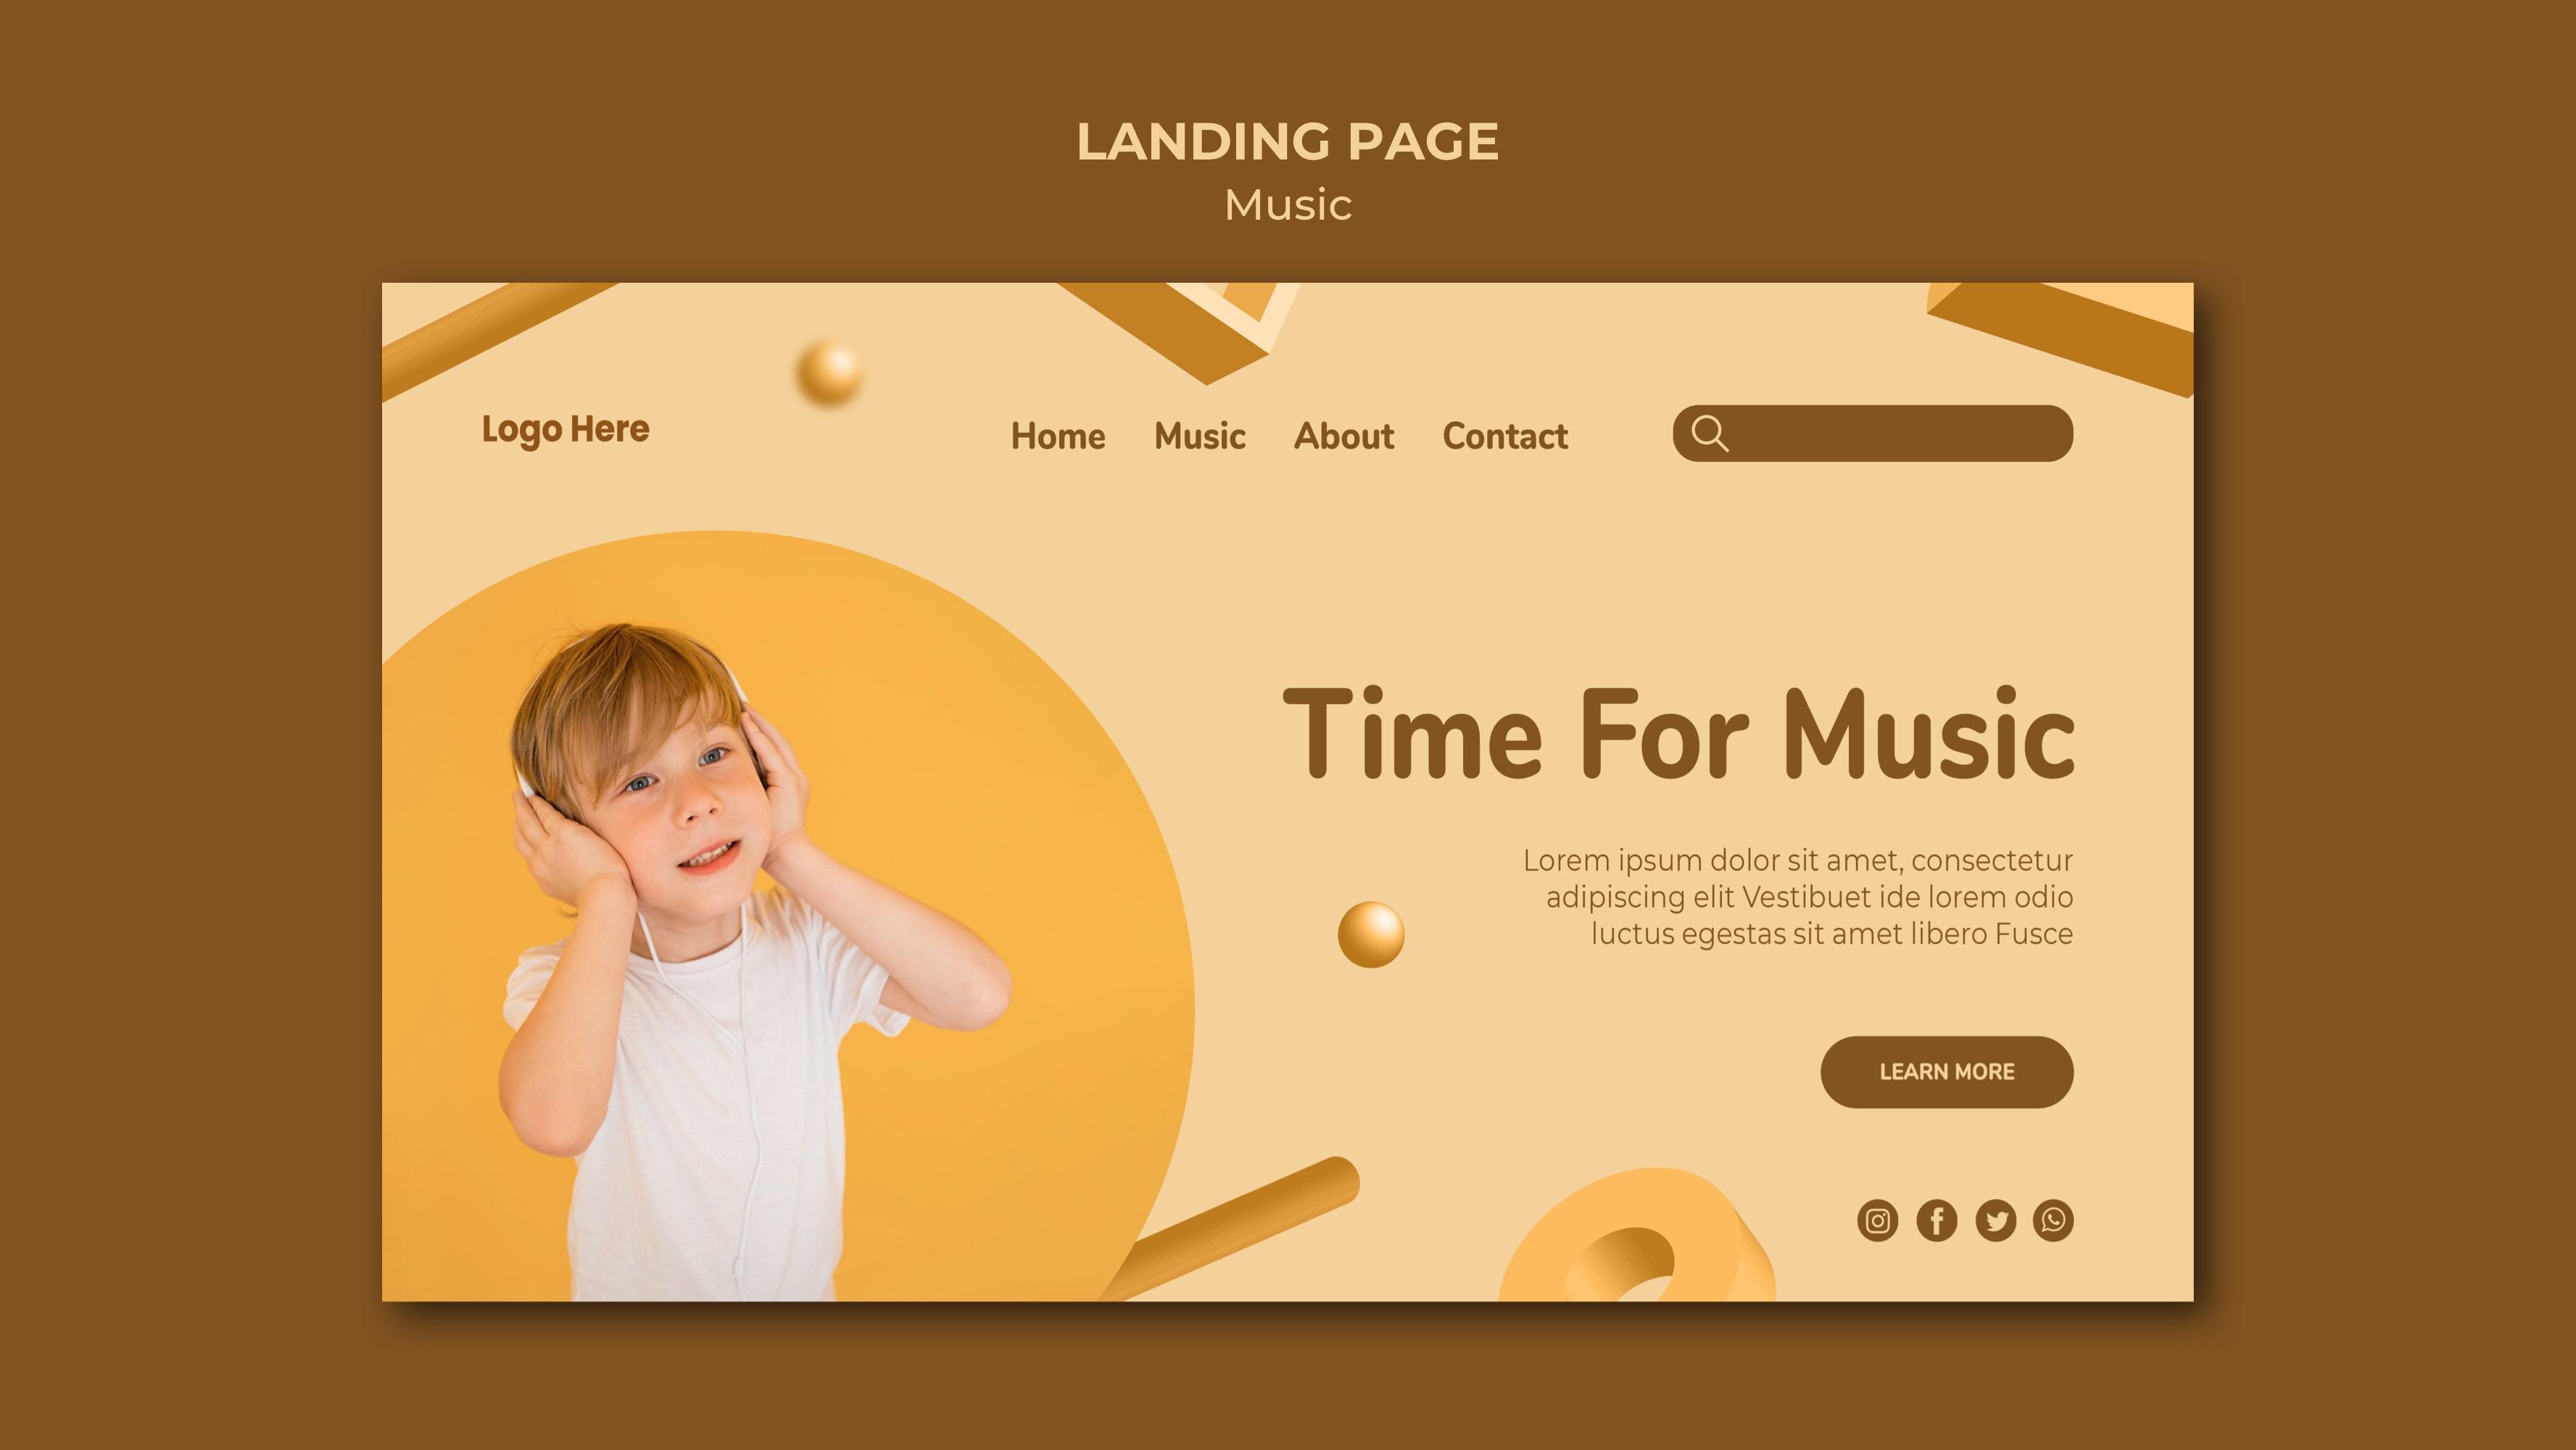 LANDING PAGE
Music
Logo Here
Home Music About Contact
Time For Music
Lorem ipsum dolor sit amet, consectetur
adipiscing elit Vestibuet ide lorem odio
luctus egestas sit amet libero Fusce
LEARN MORE